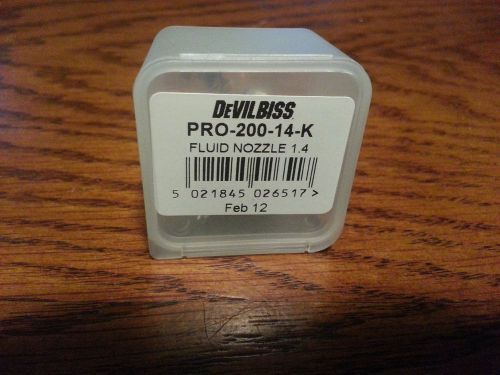 DEVILBISS
PRO-200-14-K
FLUID NOZZLE 1.4
5 021845 026517 >
Feb 12